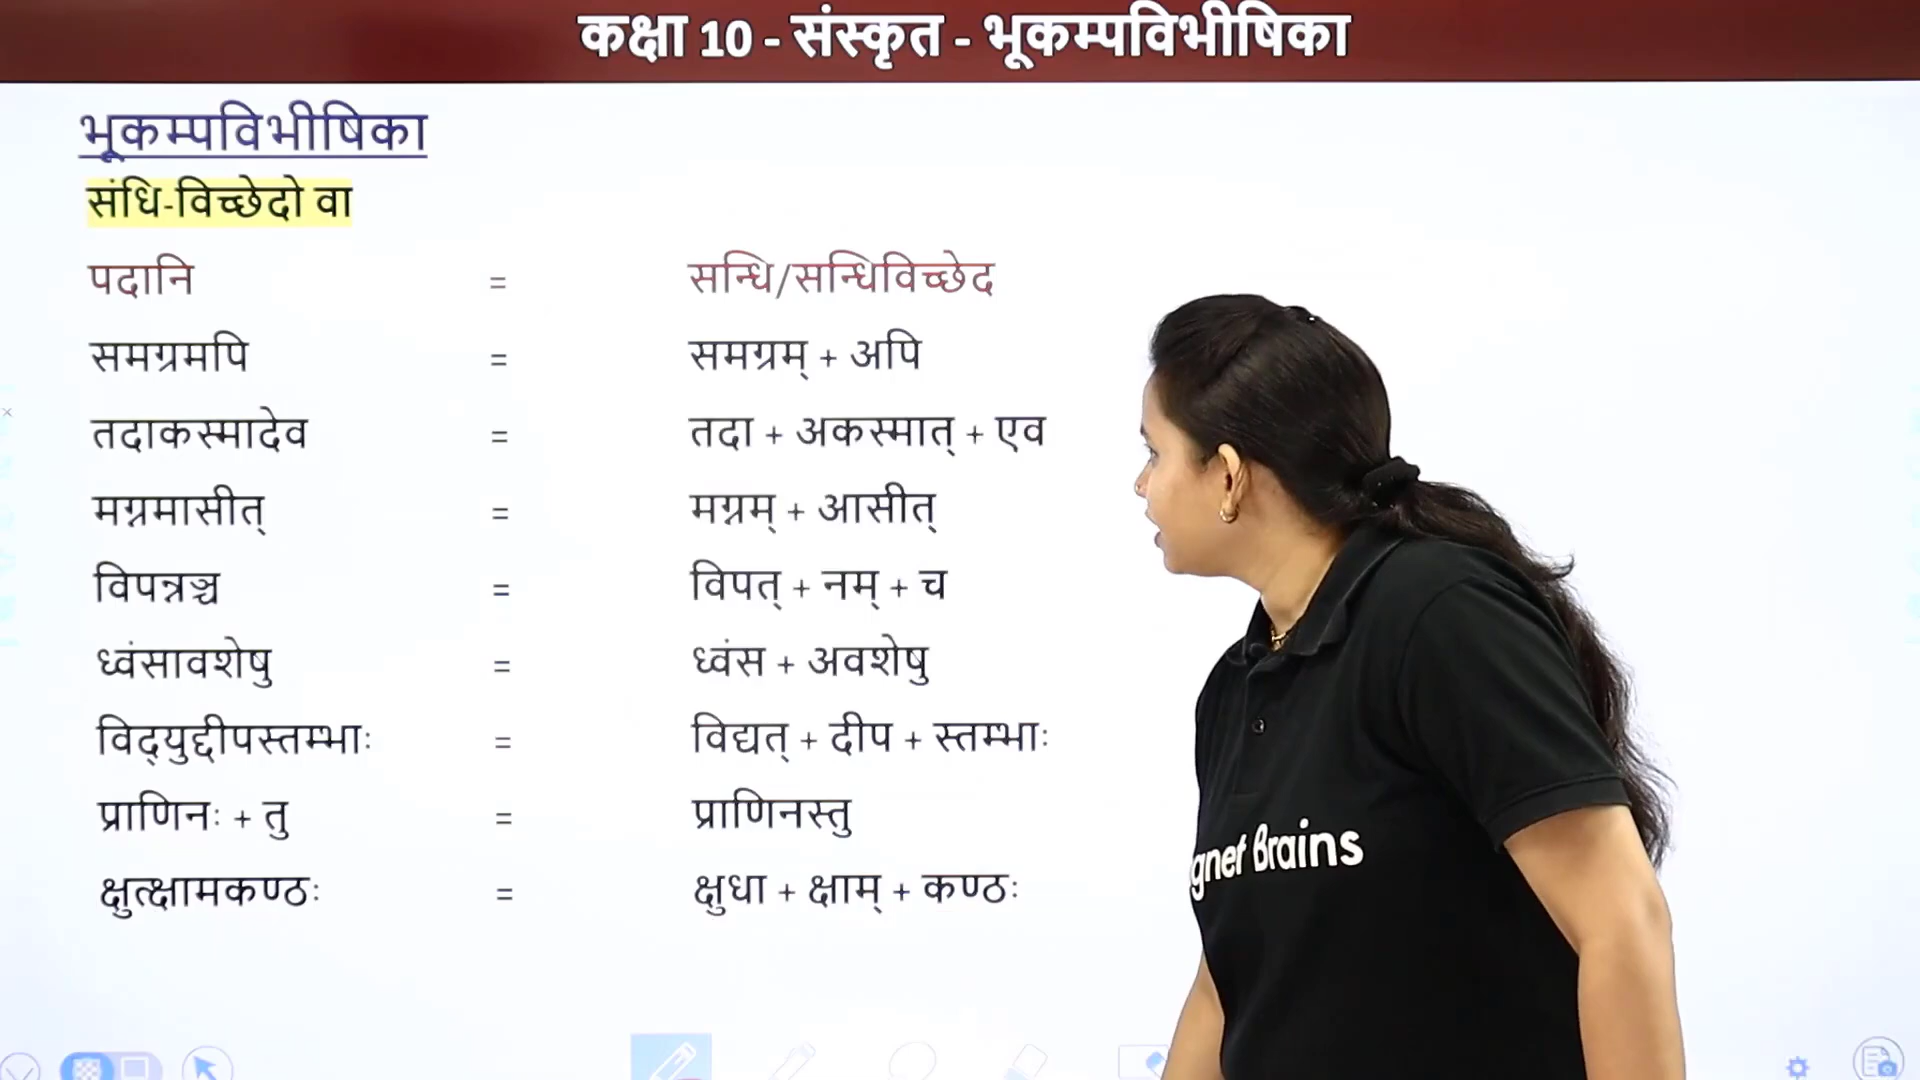 कक्षा 10 - संस्कृत - भूकम्पविभीषिका
भूकम्पविभीषिका
संधि-विच्छेदो वा
पदानि = सन्धि/सन्धिविच्छेद
समग्रमपि = समग्रम् + अपि
तदाकस्मादेव = तदा + अकस्मात् + एव
मग्नमासीत् = मग्नम् + आसीत्
विपन्नञ्च = विपत् + नम् + च
ध्वंसावशेषु = ध्वंस + अवशेषु
विद्‌युद्दीपस्तम्भाः = विद्यत् + दीप + स्तम्भाः
प्राणिनः + तु = प्राणिनस्तु
क्षुत्क्षामकण्ठः = क्षुधा + क्षाम् + कण्ठः
gnet Brains